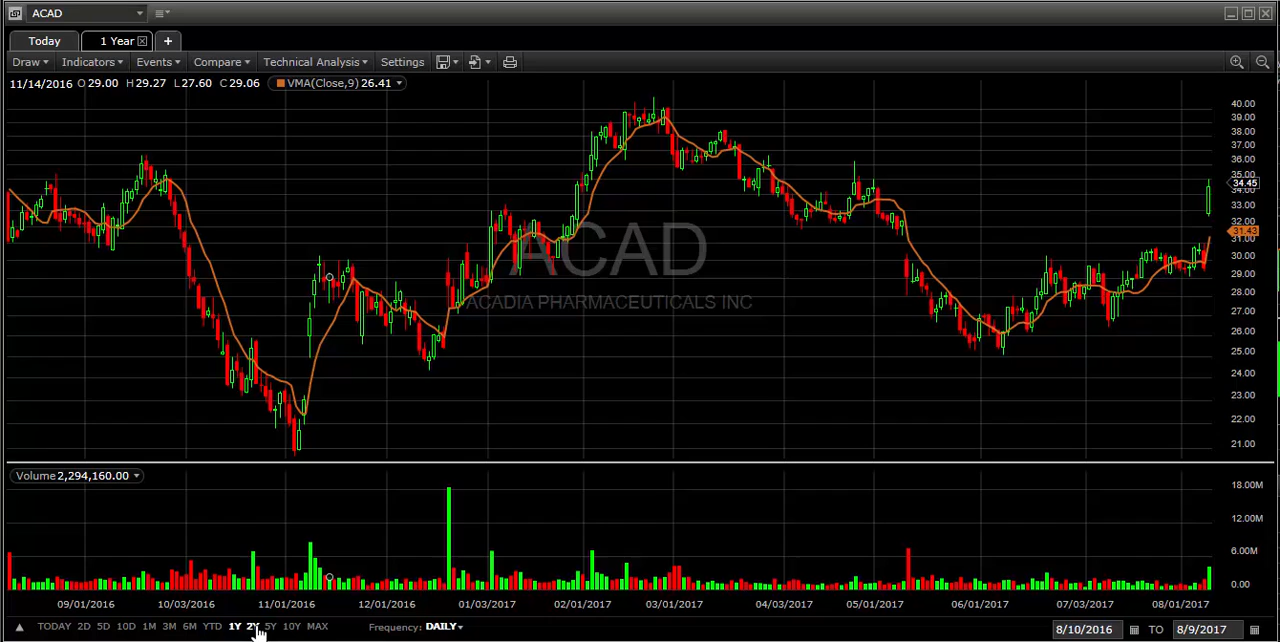 ACAD
Today 1 Year +
Draw Indicators Events Compare Technical Analysis Settings
11/14/2016 O 29.00 H 29.27 L 27.60 C 29.06 VMA(Close,9) 26.41
40.00
39.00
38.00
37.00
36.00
35.00
34.45
34.00
33.00
32.00
31.43
31.00
30.00
29.00
28.00
27.00
26.00
25.00
24.00
23.00
22.00
21.00
ACAD
ACADIA PHARMACEUTICALS INC
Volume 2,294,160.00
18.00M
12.00M
6.00M
0.00
09/01/2016 10/03/2016 11/01/2016 12/01/2016 01/03/2017 02/01/2017 03/01/2017 04/03/2017 05/01/2017 06/01/2017 07/03/2017 08/01/2017
TODAY 2D 5D 10D 1M 3M 6M YTD 1Y 2Y 5Y 10Y MAX Frequency: DAILY 8/10/2016 TO 8/9/2017